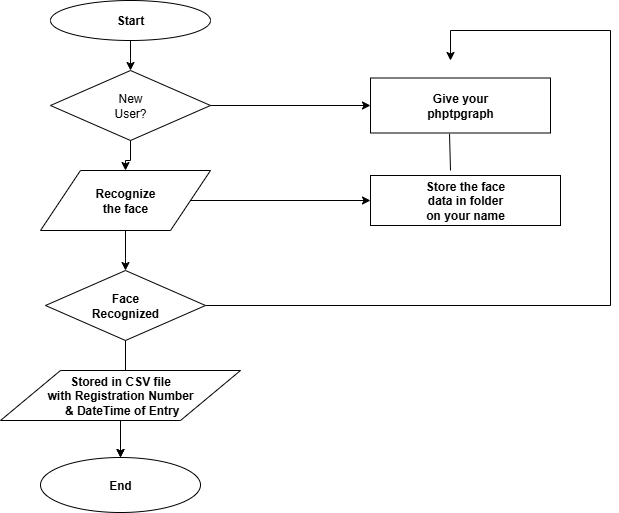 Start
New
User?
Give your
phptpgraph
Recognize
the face
Store the face
data in folder
on your name
Face
Recognized
Stored in CSV file
with Registration Number
& DateTime of Entry
End